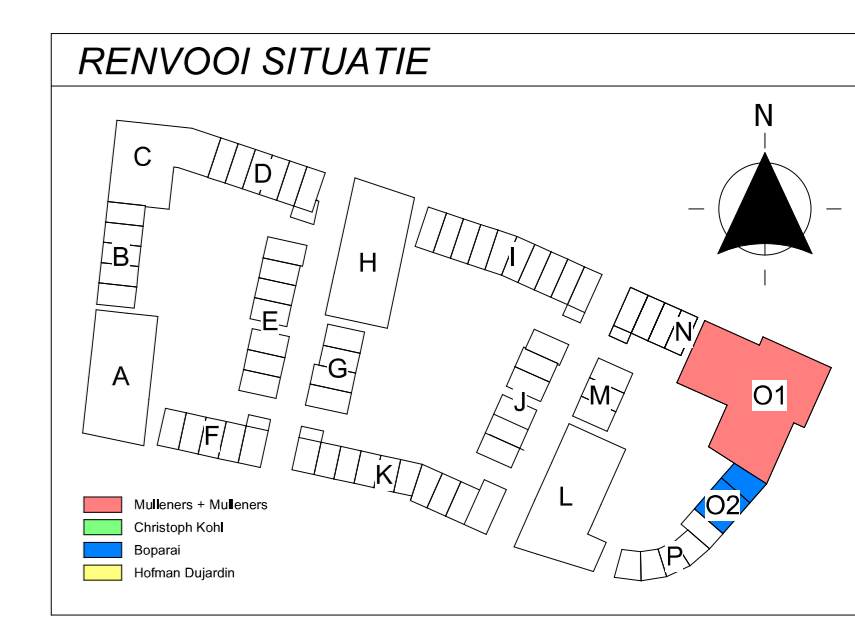 RENVOOI SITUATIE
N
C
D
B
H
I
E
N
A
G
J
M
O1
F
K
L
O2
P
Mulleners + Mulleners
Christoph Kohl
Boparai
Hofman Dujardin